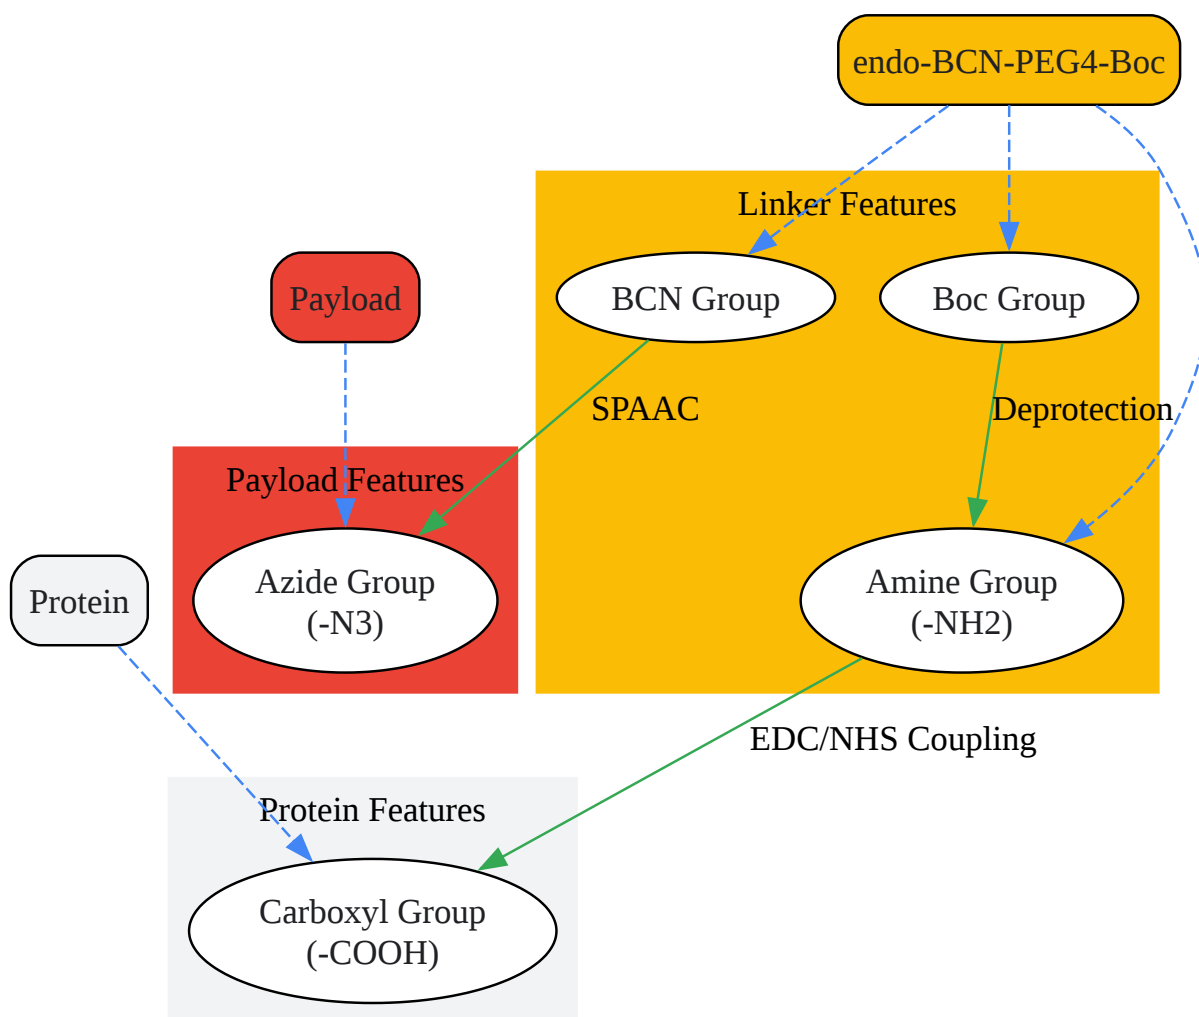 endo-BCN-PEG4-Boc
Linker Features
Payload
BCN Group
Boc Group
SPAAC
Deprotection
Payload Features
Protein
Azide Group
(-N3)
Amine Group
(-NH2)
EDC/NHS Coupling
Protein Features
Carboxyl Group
(-COOH)